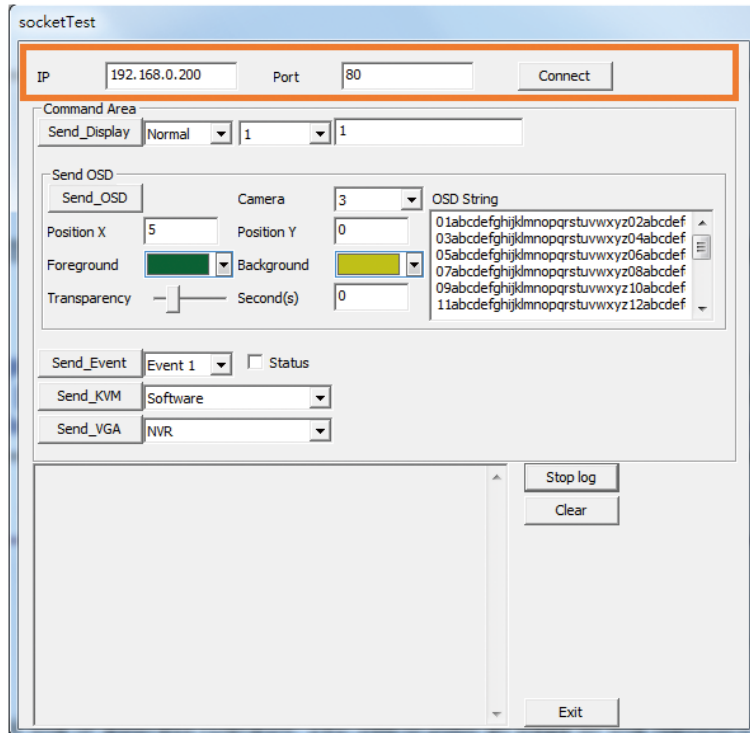 socketTest
IP 192.168.0.200 Port 80 Connect
Command Area
Send_Display Normal 1 1
Send OSD
Send_OSD Camera 3 OSD String
Position X 5 Position Y 0
Foreground Background
Transparency Second(s) 0
01abcdefghijklmnopqrstuvwxyz02abcdef
03abcdefghijklmnopqrstuvwxyz04abcdef
05abcdefghijklmnopqrstuvwxyz06abcdef
07abcdefghijklmnopqrstuvwxyz08abcdef
09abcdefghijklmnopqrstuvwxyz10abcdef
11abcdefghijklmnopqrstuvwxyz12abcdef
Send_Event Event 1 Status
Send_KVM Software
Send_VGA NVR
Stop log
Clear
Exit